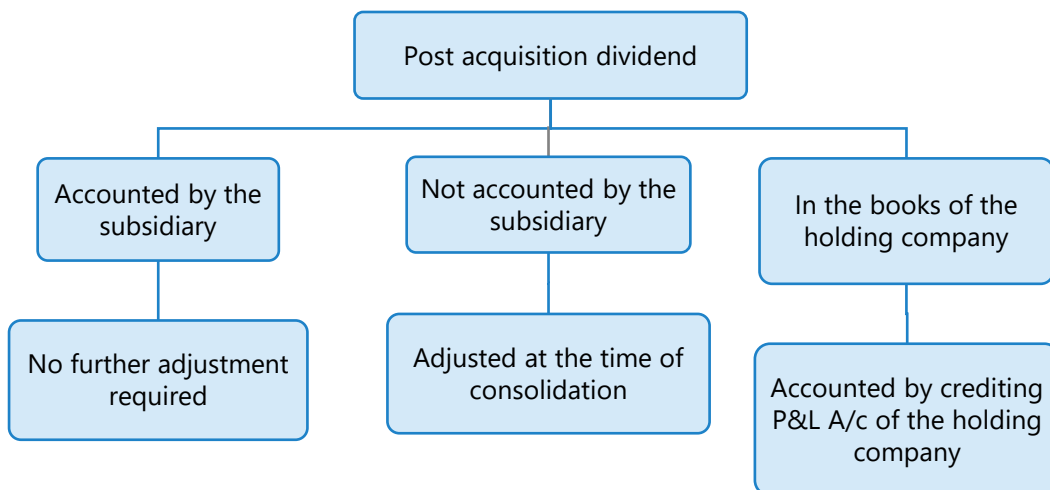 Post acquisition dividend
Accounted by the
subsidiary
Not accounted by the
subsidiary
In the books of the
holding company
No further adjustment
required
Adjusted at the time of
consolidation
Accounted by crediting
P&L A/c of the holding
company